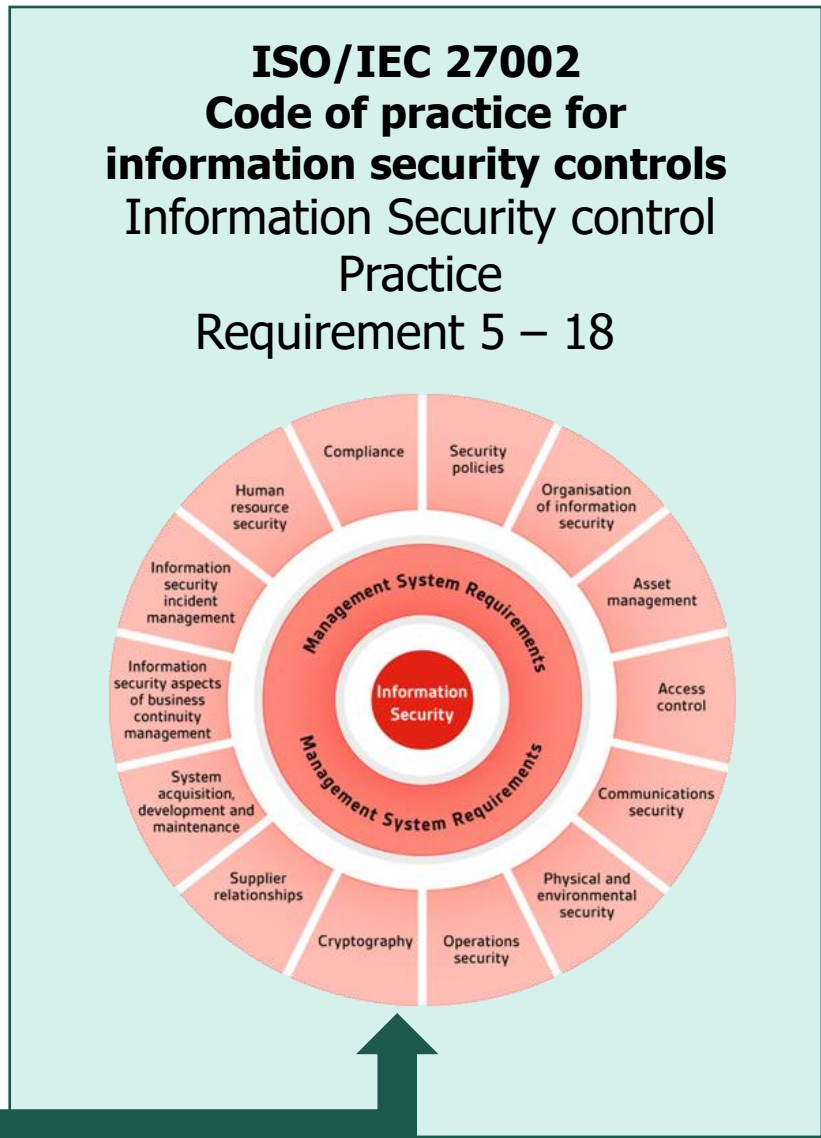 ISO/IEC 27002
Code of practice for
information security controls
Information Security control
Practice
Requirement 5 – 18
Compliance
Security
policies
Organisation
of information
security
Asset
management
Access
control
Communications
security
Physical and
environmental
security
Operations
security
Cryptography
Supplier
relationships
System
acquisition,
development and
maintenance
Information
security aspects
of business
continuity
management
Information
security
incident
management
Human
resource
security
Management System Requirements
Information
Security
Management System Requirements